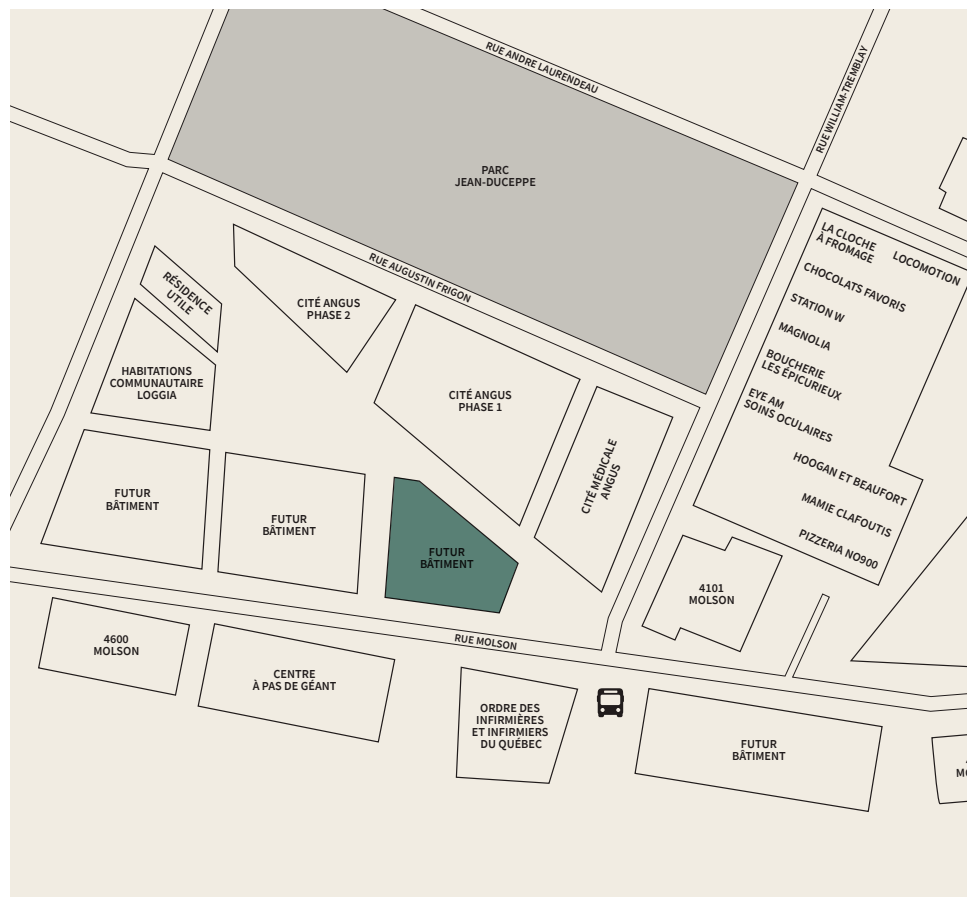 RUE ANDRE LAURENDEAU
RUE WILLIAM-TREMBLAY
PARC
JEAN-DUCEPPE
RUE AUGUSTIN FRIGON
LA CLOCHE
À FROMAGE
LOCOMOTION
CHOCOLATS FAVORIS
STATION W
MAGNOLIA
BOUCHERIE
LES ÉPICURIEUX
EYE AM
SOINS OCULAIRES
HOOGAN ET BEAUFORT
MAMIE CLAFOUTIS
PIZZERIA NO900
RÉSIDENCE
UTILE
CITÉ ANGUS
PHASE 2
HABITATIONS
COMMUNAUTAIRE
LOGGIA
CITÉ ANGUS
PHASE 1
CITÉ MÉDICALE
ANGUS
FUTUR
BÂTIMENT
FUTUR
BÂTIMENT
FUTUR
BÂTIMENT
4101
MOLSON
RUE MOLSON
4600
MOLSON
CENTRE
À PAS DE GÉANT
ORDRE DES
INFIRMIÈRES
ET INFIRMIERS
DU QUÉBEC
FUTUR
BÂTIMENT